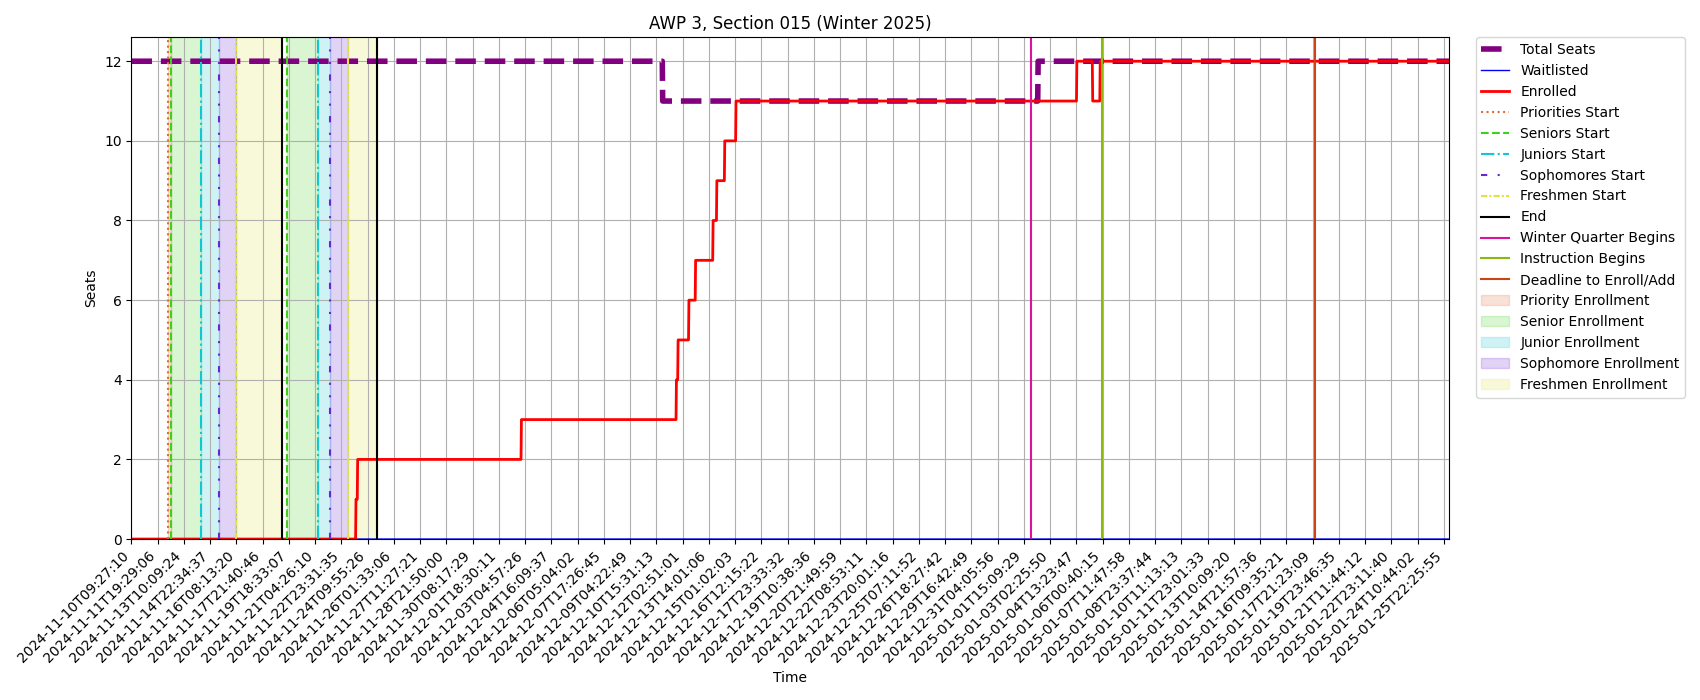 AWP 3, Section 015 (Winter 2025)
Seats
12
10
8
6
4
2
0
2024-11-10T09:27:10
2024-11-11T19:29:06
2024-11-13T10:09:24
2024-11-14T22:34:37
2024-11-16T08:13:20
2024-11-17T21:40:46
2024-11-19T18:33:07
2024-11-21T04:26:10
2024-11-22T23:31:35
2024-11-24T09:55:26
2024-11-26T01:33:06
2024-11-27T11:27:21
2024-11-28T21:50:00
2024-11-30T08:17:29
2024-12-01T18:30:11
2024-12-03T04:57:26
2024-12-04T16:09:37
2024-12-06T05:04:02
2024-12-07T17:26:45
2024-12-09T04:22:49
2024-12-10T15:31:13
2024-12-12T02:51:01
2024-12-13T14:01:06
2024-12-15T01:02:03
2024-12-16T12:15:22
2024-12-17T23:33:32
2024-12-19T10:38:36
2024-12-20T21:49:59
2024-12-22T08:53:11
2024-12-23T20:01:16
2024-12-25T07:11:52
2024-12-26T18:27:42
2024-12-29T16:42:49
2024-12-31T04:05:56
2025-01-01T15:09:29
2025-01-03T02:25:50
2025-01-04T13:23:47
2025-01-06T00:40:15
2025-01-07T11:47:58
2025-01-08T23:37:44
2025-01-10T11:13:13
2025-01-11T23:01:33
2025-01-13T10:09:20
2025-01-14T21:57:36
2025-01-16T09:35:21
2025-01-17T21:23:09
2025-01-19T23:46:35
2025-01-21T11:44:12
2025-01-22T23:11:40
2025-01-24T10:44:02
2025-01-25T22:25:55
Time
Total Seats
Waitlisted
Enrolled
Priorities Start
Seniors Start
Juniors Start
Sophomores Start
Freshmen Start
End
Winter Quarter Begins
Instruction Begins
Deadline to Enroll/Add
Priority Enrollment
Senior Enrollment
Junior Enrollment
Sophomore Enrollment
Freshmen Enrollment